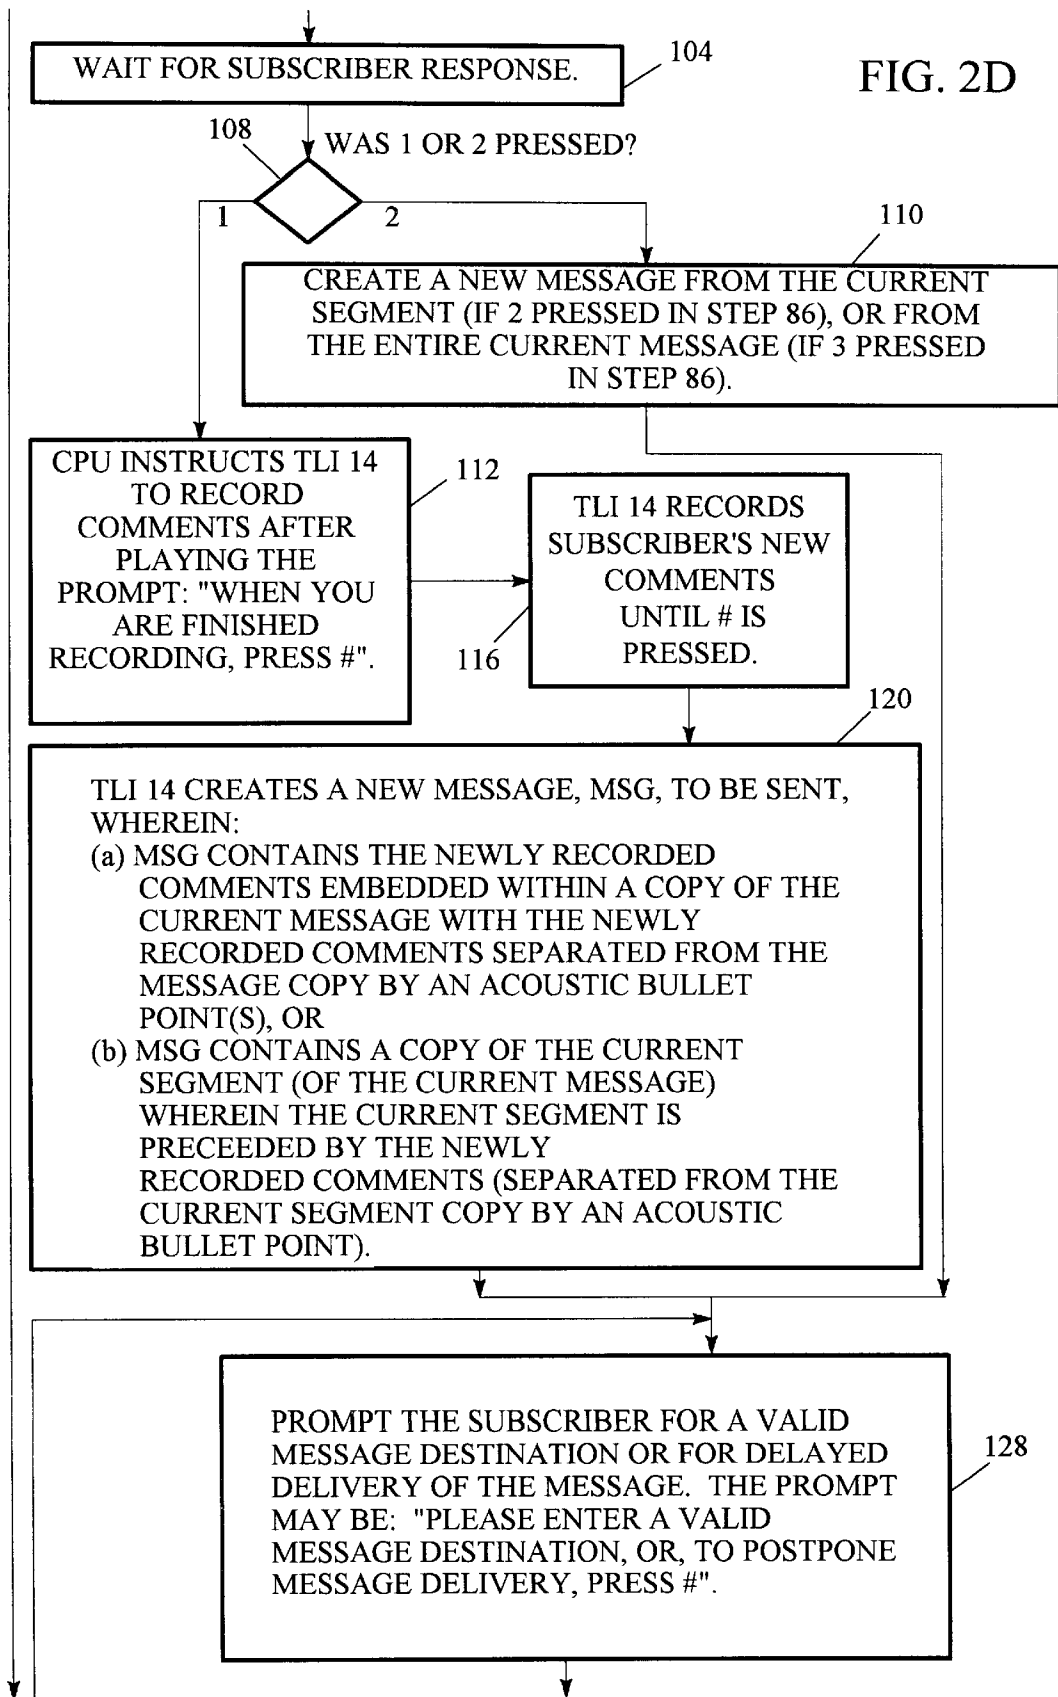 WAIT FOR SUBSCRIBER RESPONSE.
104
FIG. 2D
108
WAS 1 OR 2 PRESSED?
1
2
110
CREATE A NEW MESSAGE FROM THE CURRENT
SEGMENT (IF 2 PRESSED IN STEP 86), OR FROM
THE ENTIRE CURRENT MESSAGE (IF 3 PRESSED
IN STEP 86).
CPU INSTRUCTS TLI 14
TO RECORD
COMMENTS AFTER
PLAYING THE
PROMPT: "WHEN YOU
ARE FINISHED
RECORDING, PRESS #".
112
TLI 14 RECORDS
SUBSCRIBER'S NEW
COMMENTS
UNTIL # IS
PRESSED.
116
120
TLI 14 CREATES A NEW MESSAGE, MSG, TO BE SENT,
WHEREIN:
(a) MSG CONTAINS THE NEWLY RECORDED
COMMENTS EMBEDDED WITHIN A COPY OF THE
CURRENT MESSAGE WITH THE NEWLY
RECORDED COMMENTS SEPARATED FROM THE
MESSAGE COPY BY AN ACOUSTIC BULLET
POINT(S), OR
(b) MSG CONTAINS A COPY OF THE CURRENT
SEGMENT (OF THE CURRENT MESSAGE)
WHEREIN THE CURRENT SEGMENT IS
PRECEEDED BY THE NEWLY
RECORDED COMMENTS (SEPARATED FROM THE
CURRENT SEGMENT COPY BY AN ACOUSTIC
BULLET POINT).
PROMPT THE SUBSCRIBER FOR A VALID
MESSAGE DESTINATION OR FOR DELAYED
DELIVERY OF THE MESSAGE. THE PROMPT
MAY BE: "PLEASE ENTER A VALID
MESSAGE DESTINATION, OR, TO POSTPONE
MESSAGE DELIVERY, PRESS #".
128